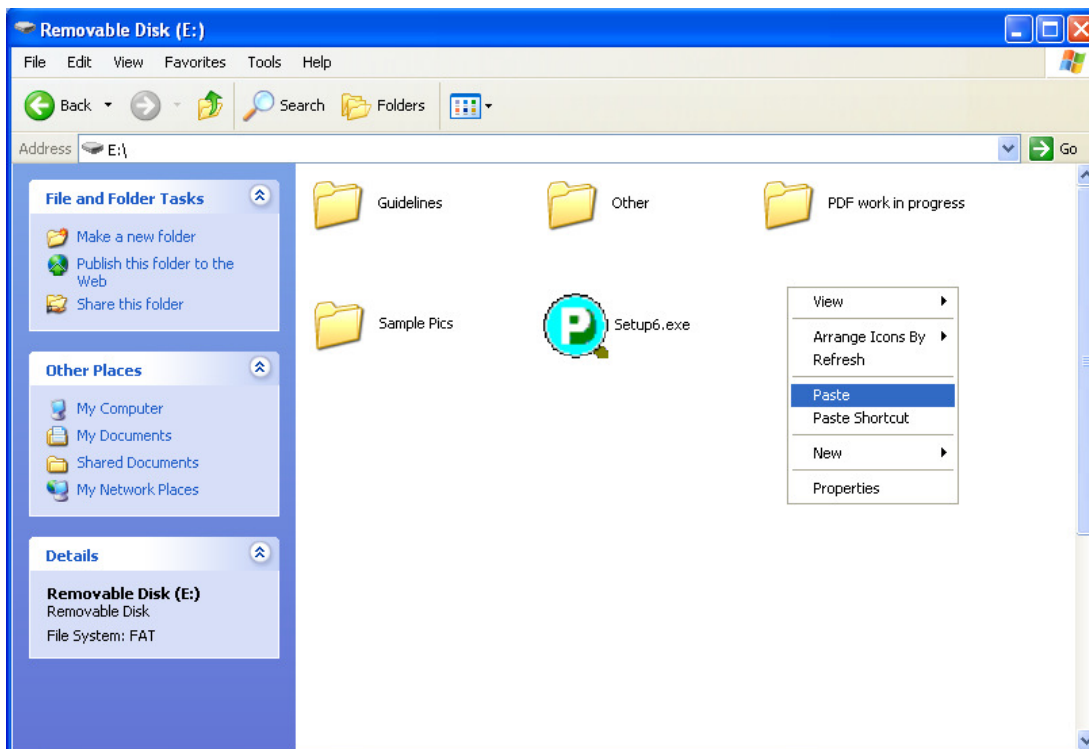 Removable Disk (E:)
File Edit View Favorites Tools Help
Back Search Folders
Address E:\ Go
File and Folder Tasks
Make a new folder
Publish this folder to the
Web
Share this folder
Other Places
My Computer
My Documents
Shared Documents
My Network Places
Details
Removable Disk (E:)
Removable Disk
File System: FAT
Guidelines Other PDF work in progress
Sample Pics P Setup6.exe
View
Arrange Icons By
Refresh
Paste
Paste Shortcut
New
Properties